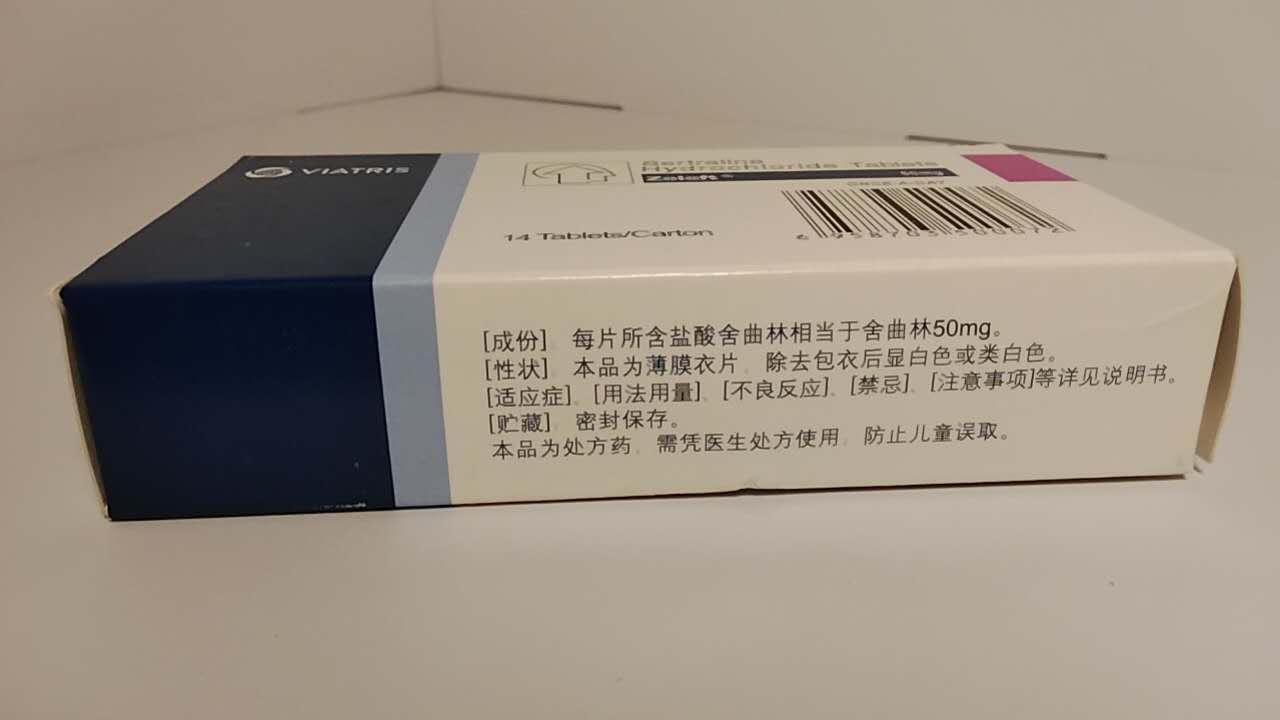 VIATRIS
Sertraline
Hydrochloride Tablets
Zoloft® 50mg
14 Tablets/Carton
6 958703 500072
[成份] 每片所含盐酸舍曲林相当于舍曲林50mg。
[性状] 本品为薄膜衣片，除去包衣后显白色或类白色。
[适应症]、[用法用量]、[不良反应]、[禁忌]、[注意事项]等详见说明书。
[贮藏] 密封保存。
本品为处方药，需凭医生处方使用，防止儿童误取。